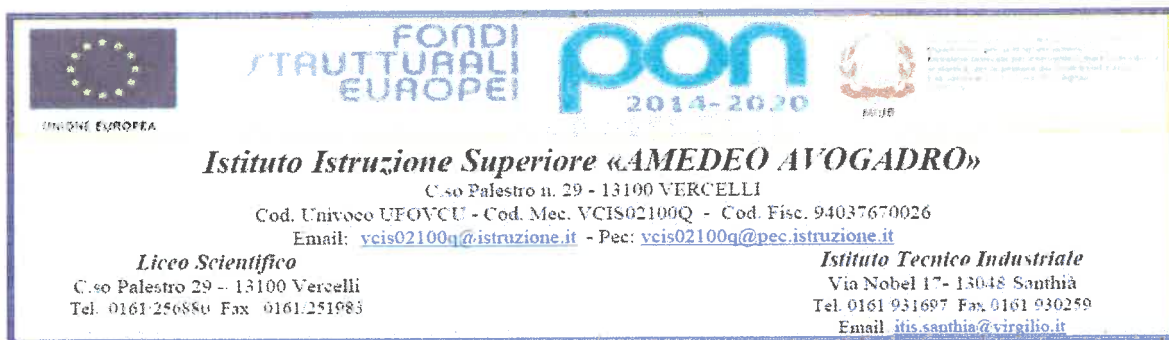 FONDI
STRUTTURALI
EUROPEI
pon
2014-2020
UNIONE EUROPEA
MIUR
Istituto Istruzione Superiore «AMEDEO AVOGADRO»
C.so Palestro n. 29 - 13100 VERCELLI
Cod. Univoco UFOVCU - Cod. Mec. VCIS02100Q - Cod. Fisc. 94037670026
Email: vcis02100q@istruzione.it - Pec: vcis02100q@pec.istruzione.it
Liceo Scientifico
C.so Palestro 29 - 13100 Vercelli
Tel. 0161/256880 Fax 0161/251983
Istituto Tecnico Industriale
Via Nobel 17- 13048 Santhià
Tel. 0161 931697 Fax 0161 930259
Email itis.santhia@virgilio.it